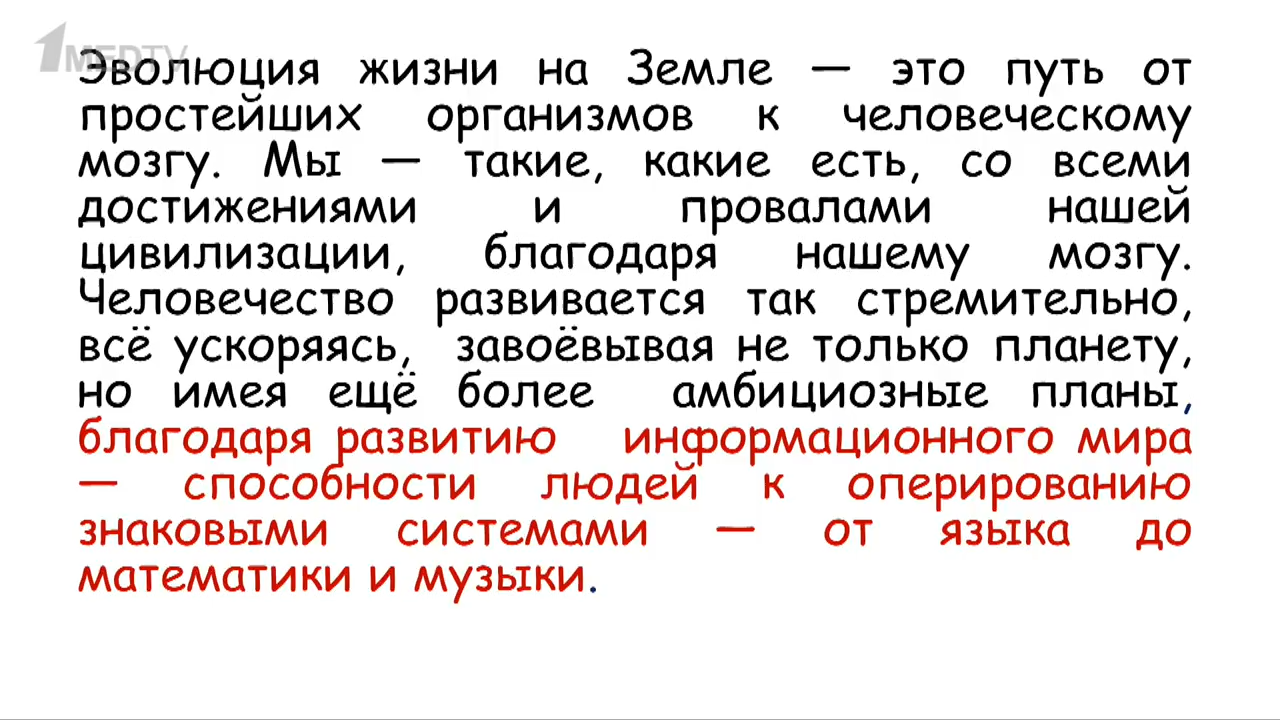 1MEDTV
Эволюция жизни на Земле — это путь от
простейших организмов к человеческому
мозгу. Мы — такие, какие есть, со всеми
достижениями и провалами нашей
цивилизации, благодаря нашему мозгу.
Человечество развивается так стремительно,
всё ускоряясь, завоёвывая не только планету,
но имея ещё более амбициозные планы,
благодаря развитию информационного мира
— способности людей к оперированию
знаковыми системами — от языка до
математики и музыки.